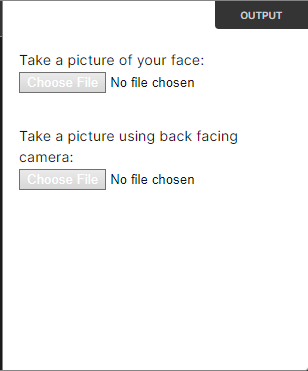 OUTPUT
Take a picture of your face:
Choose File No file chosen
Take a picture using back facing
camera:
Choose File No file chosen